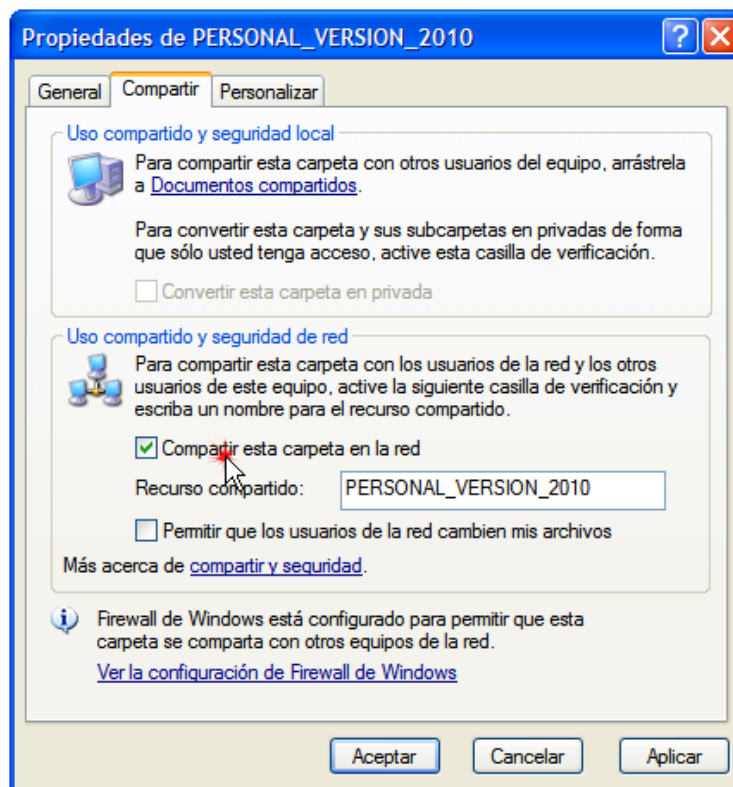 Propiedades de PERSONAL_VERSION_2010
General Compartir Personalizar
Uso compartido y seguridad local
Para compartir esta carpeta con otros usuarios del equipo, arrástrela
a Documentos compartidos.
Para convertir esta carpeta y sus subcarpetas en privadas de forma
que sólo usted tenga acceso, active esta casilla de verificación.
Convertir esta carpeta en privada
Uso compartido y seguridad de red
Para compartir esta carpeta con los usuarios de la red y los otros
usuarios de este equipo, active la siguiente casilla de verificación y
escriba un nombre para el recurso compartido.
Compartir esta carpeta en la red
Recurso compartido: PERSONAL_VERSION_2010
Permitir que los usuarios de la red cambien mis archivos
Más acerca de compartir y seguridad.
Firewall de Windows está configurado para permitir que esta
carpeta se comparta con otros equipos de la red.
Ver la configuración de Firewall de Windows
Aceptar Cancelar Aplicar